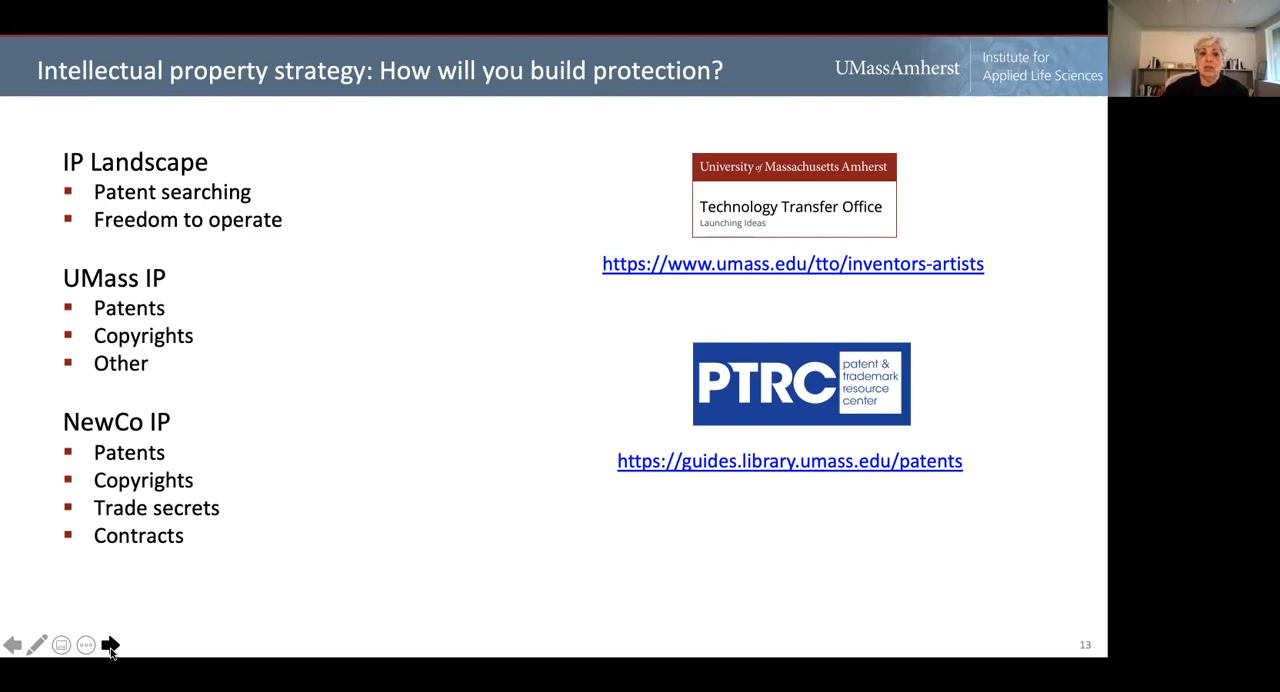 Intellectual property strategy: How will you build protection?
UMassAmherst
Institute for
Applied Life Sciences
IP Landscape
Patent searching
Freedom to operate
UMass IP
Patents
Copyrights
Other
NewCo IP
Patents
Copyrights
Trade secrets
Contracts
University of Massachusetts Amherst
Technology Transfer Office
Launching Ideas
https://www.umass.edu/tto/inventors-artists
PTRC
patent &
trademark
resource
center
https://guides.library.umass.edu/patents
13